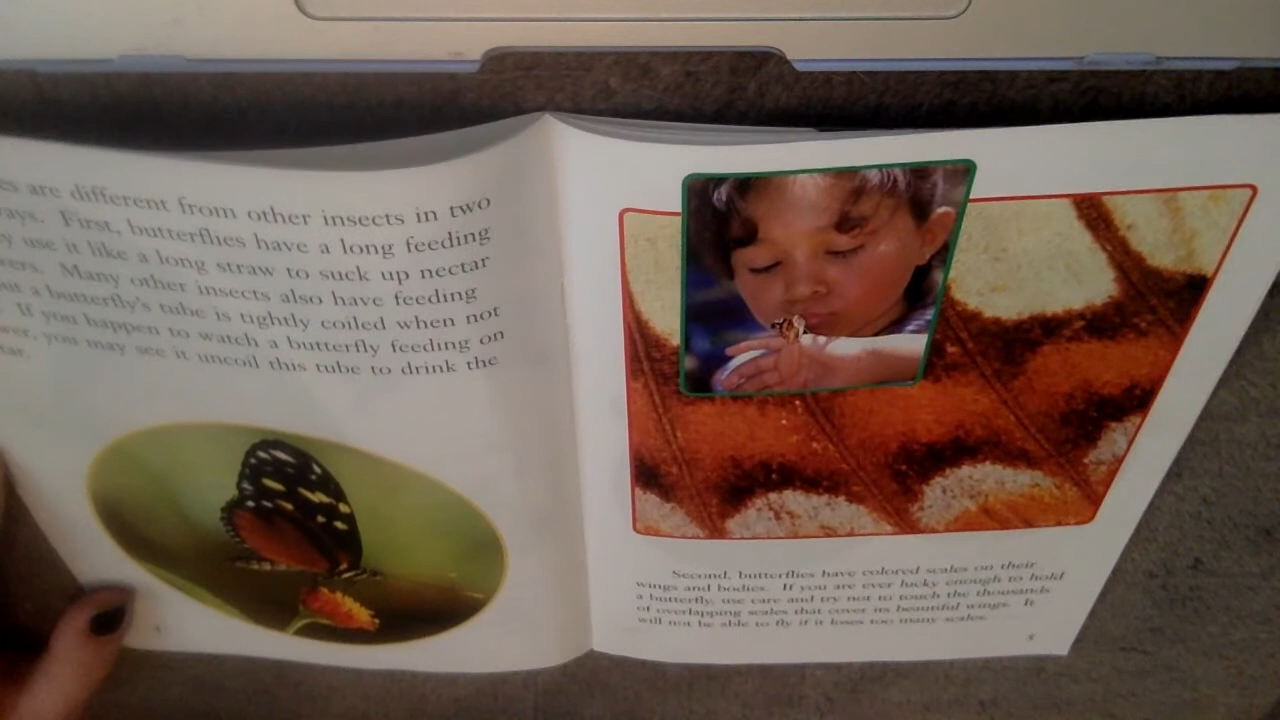 es are different from other insects in two
ways. First, butterflies have a long feeding
y use it like a long straw to suck up nectar
wers. Many other insects also have feeding
but a butterfly's tube is tightly coiled when not
If you happen to watch a butterfly feeding on
wer, you may see it uncoil this tube to drink the
tar.
Second, butterflies have colored scales on their
wings and bodies. If you are ever lucky enough to hold
a butterfly, use care and try not to touch the thousands
of overlapping scales that cover its beautiful wings. It
will not be able to fly if it loses too many scales.
5